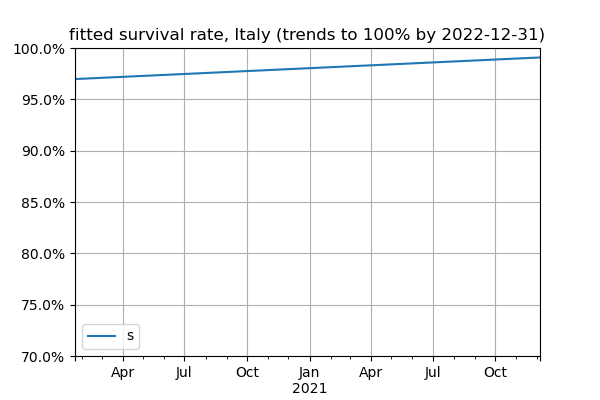 fitted survival rate, Italy (trends to 100% by 2022-12-31)
100.0%
95.0%
90.0%
85.0%
80.0%
75.0%
70.0%
s
Apr Jul Oct Jan Apr Jul Oct
2021